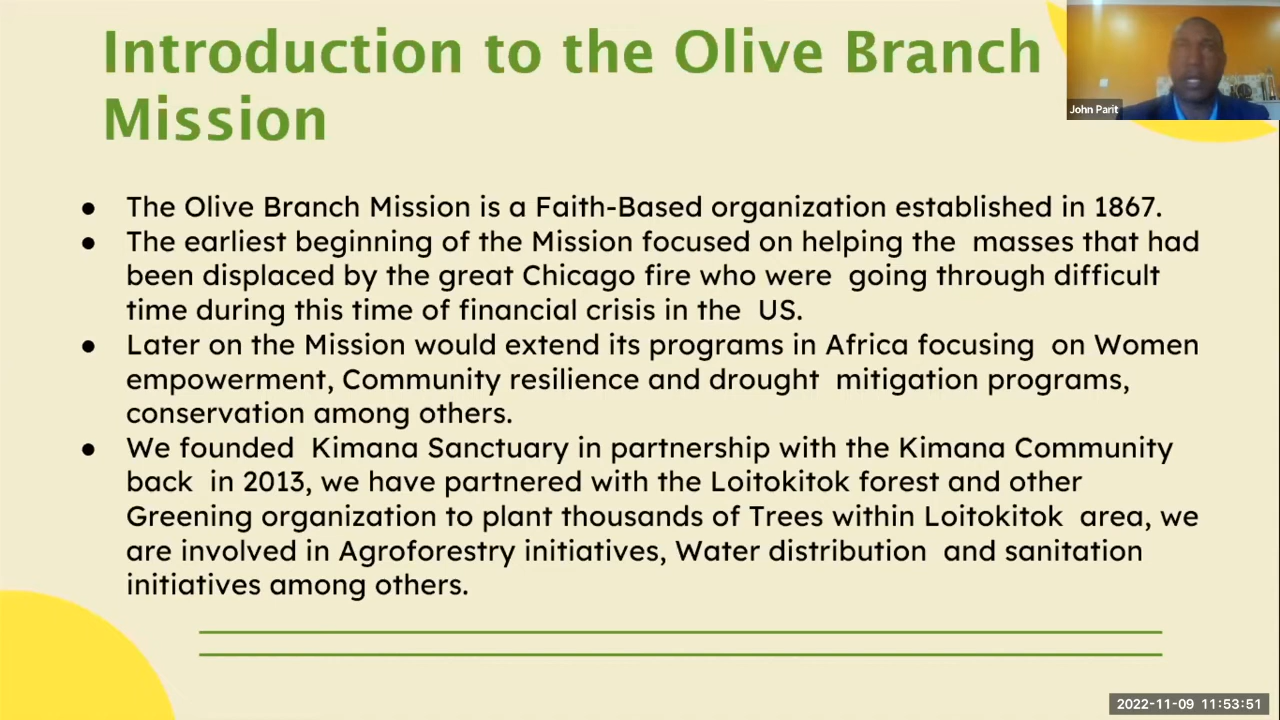 Introduction to the Olive Branch
Mission
John Parit
● The Olive Branch Mission is a Faith-Based organization established in 1867.
● The earliest beginning of the Mission focused on helping the masses that had
been displaced by the great Chicago fire who were going through difficult
time during this time of financial crisis in the US.
● Later on the Mission would extend its programs in Africa focusing on Women
empowerment, Community resilience and drought mitigation programs,
conservation among others.
● We founded Kimana Sanctuary in partnership with the Kimana Community
back in 2013, we have partnered with the Loitokitok forest and other
Greening organization to plant thousands of Trees within Loitokitok area, we
are involved in Agroforestry initiatives, Water distribution and sanitation
initiatives among others.
2022-11-09 11:53:51